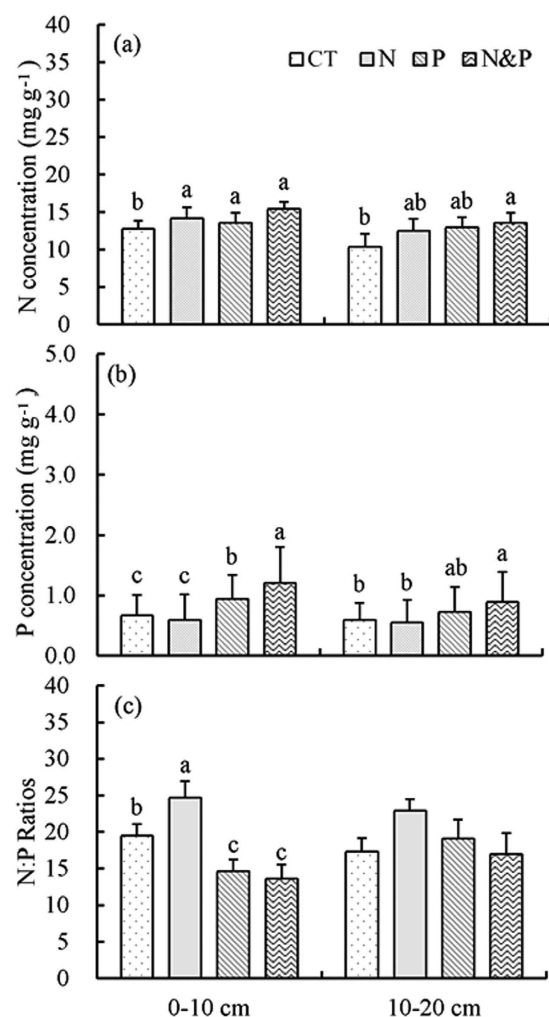 (a)
CT N P N&P
N concentration (mg g⁻¹)
40
35
30
25
20
15
10
5
0
b a a a b ab ab a
(b)
P concentration (mg g⁻¹)
5.0
4.0
3.0
2.0
1.0
0.0
c c b a b b ab a
(c)
N:P Ratios
40
35
30
25
20
15
10
5
0
b a c c
0-10 cm 10-20 cm